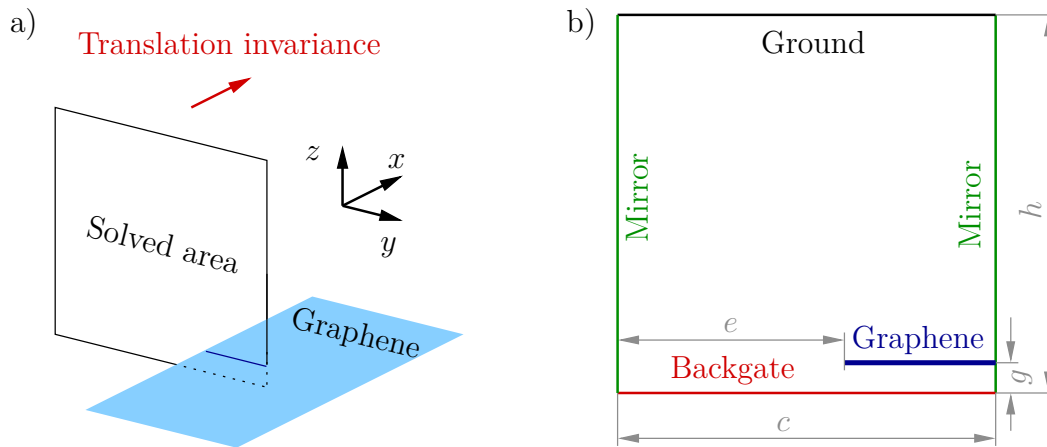 a)
Translation invariance
z
x
y
Solved area
Graphene
b)
Ground
Mirror
Mirror
h
e
Graphene
Backgate
g
c